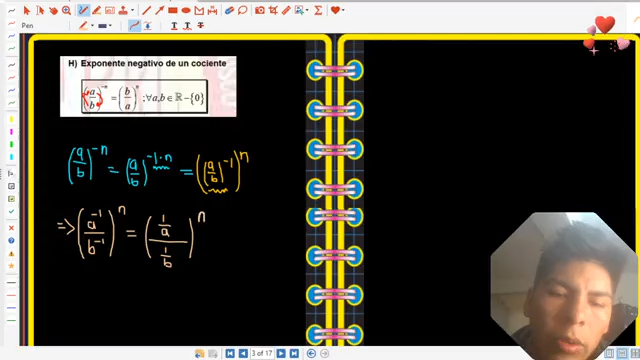 Pen
H) Exponente negativo de un cociente
(a/b)^-n = (b/a)^n ; ∀a,b ∈ ℝ - {0}
(a/b)^-n = (a/b)^-1·n = ((a/b)^-1)^n
=> (a^-1/b^-1)^n = ((1/a)/(1/b))^n
3 of 17